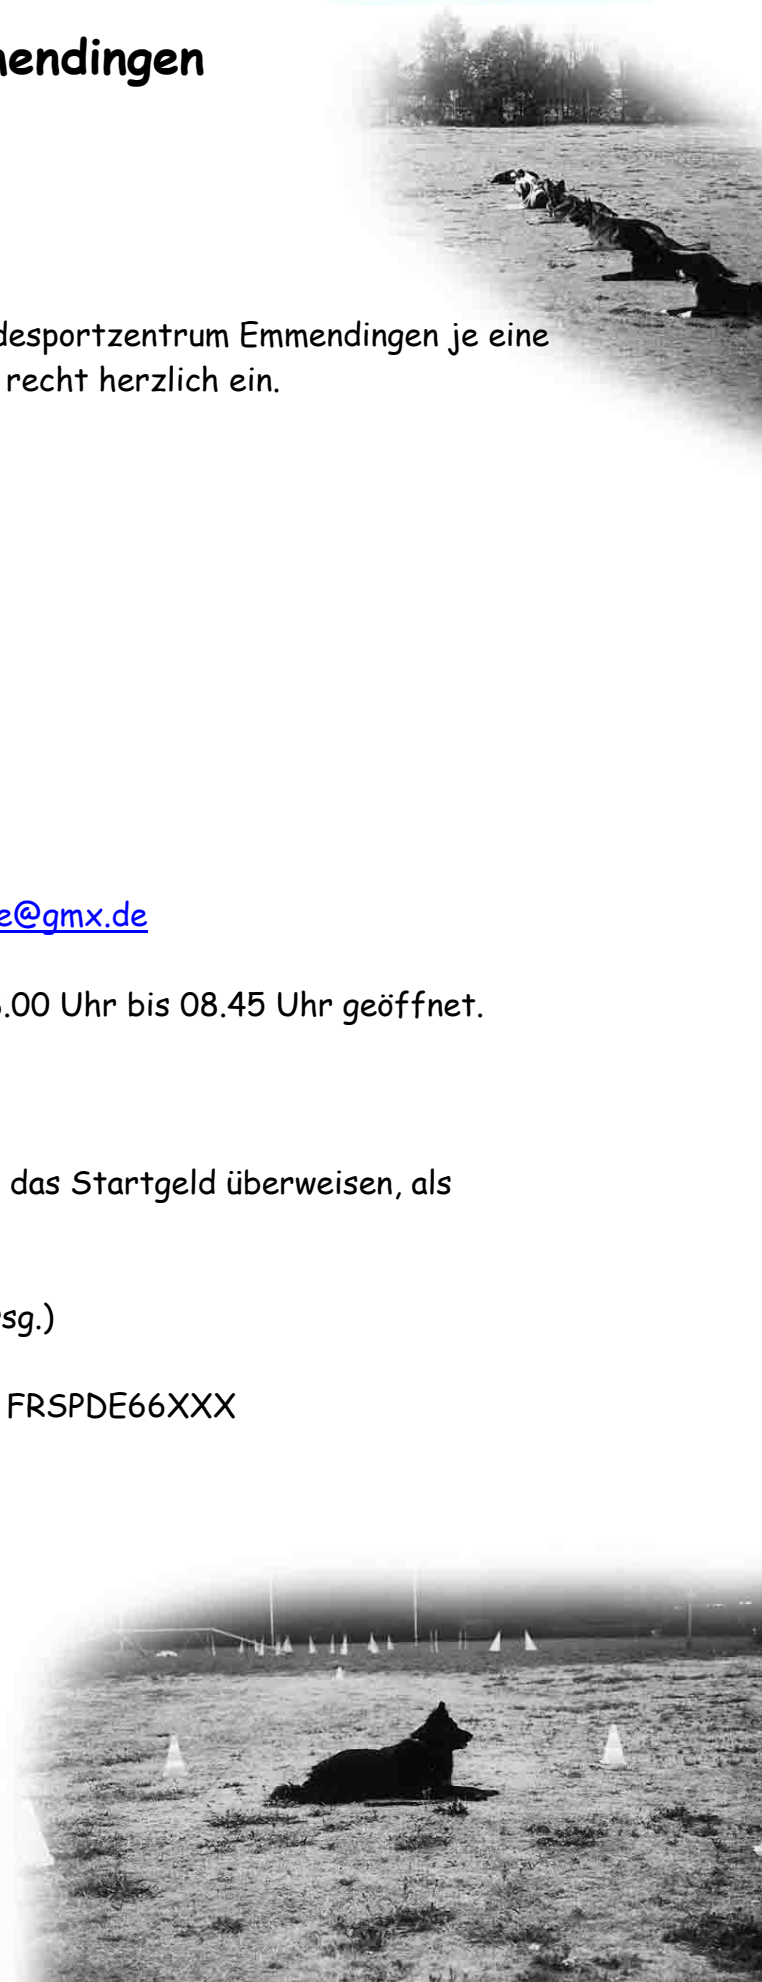 mendingen
desportzentrum Emmendingen je eine
recht herzlich ein.
e@gmx.de
.00 Uhr bis 08.45 Uhr geöffnet.
das Startgeld überweisen, als
sg.)
FRSPDE66XXX